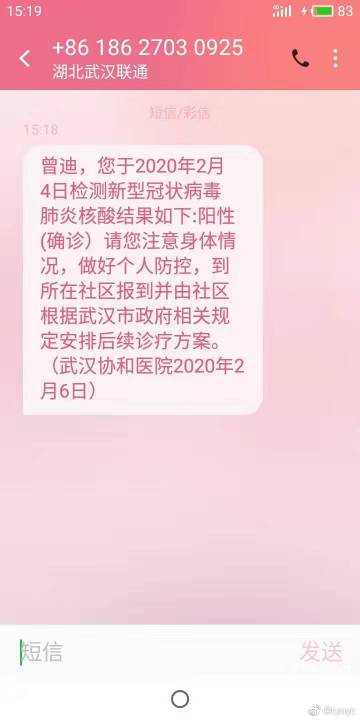 15:19
83
+86 186 2703 0925
湖北武汉联通
短信/彩信
15:18
曾迪，您于2020年2月
4日检测新型冠状病毒
肺炎核酸结果如下:阳性
(确诊）请您注意身体情
况，做好个人防控，到
所在社区报到并由社区
根据武汉市政府相关规
定安排后续诊疗方案。
（武汉协和医院2020年2
月6日）
短信
发送